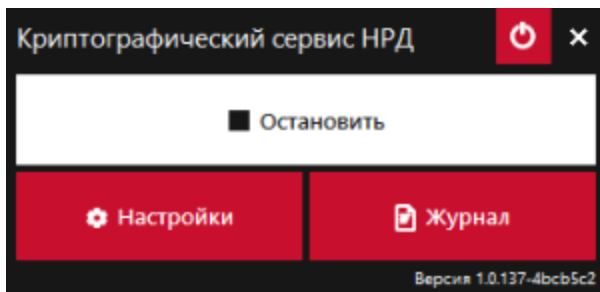 Криптографический сервис НРД
Остановить
Настройки
Журнал
Версия 1.0.137-4bcb5c2